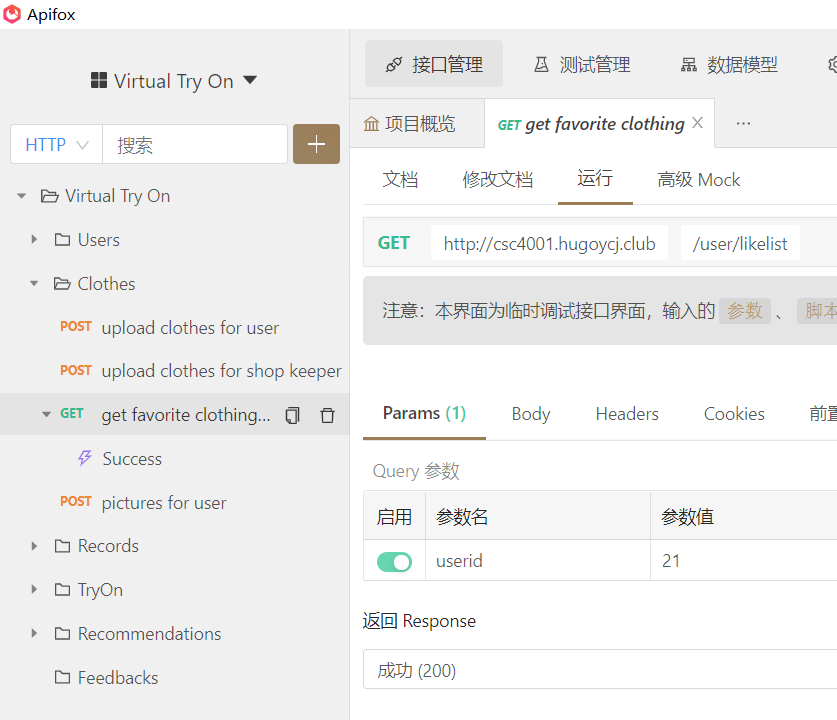 Apifox
Virtual Try On
HTTP 搜索
Virtual Try On
Users
Clothes
POST upload clothes for user
POST upload clothes for shop keeper
GET get favorite clothing...
Success
POST pictures for user
Records
TryOn
Recommendations
Feedbacks
接口管理 测试管理 数据模型
项目概览 GET get favorite clothing ...
文档 修改文档 运行 高级 Mock
GET http://csc4001.hugoycj.club /user/likelist
注意：本界面为临时调试接口界面，输入的 参数 、 脚本
Params (1) Body Headers Cookies 前置
Query 参数
启用 参数名 参数值
userid 21
返回 Response
成功 (200)